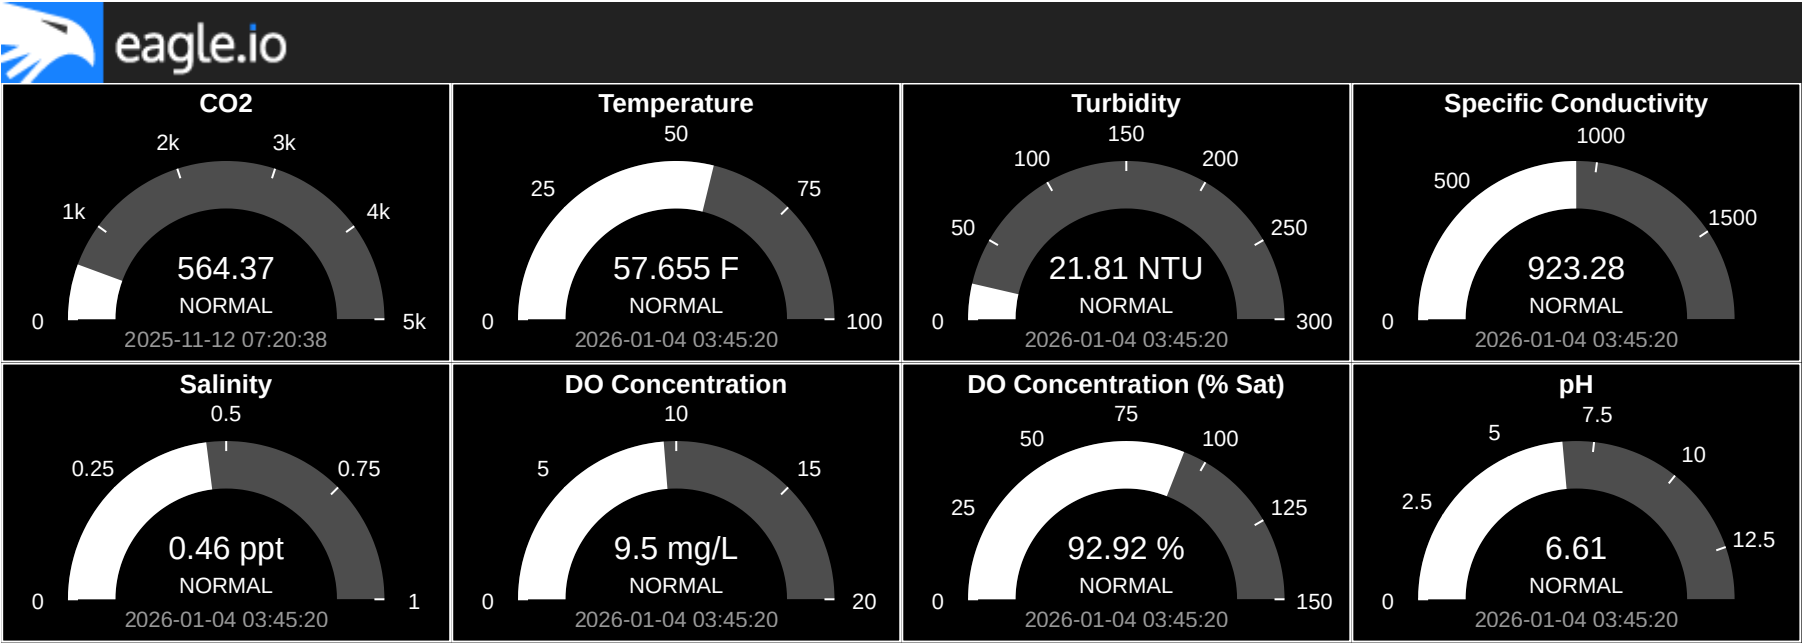 eagle.io
CO2
2k
3k
1k
4k
564.37
NORMAL
0
5k
2025-11-12 07:20:38
Temperature
50
25
75
57.655 F
NORMAL
0
100
2026-01-04 03:45:20
Turbidity
150
100
200
50
250
21.81 NTU
NORMAL
0
300
2026-01-04 03:45:20
Specific Conductivity
1000
500
1500
923.28
NORMAL
0
2026-01-04 03:45:20
Salinity
0.5
0.25
0.75
0.46 ppt
NORMAL
0
1
2026-01-04 03:45:20
DO Concentration
10
5
15
9.5 mg/L
NORMAL
0
20
2026-01-04 03:45:20
DO Concentration (% Sat)
75
50
100
25
125
92.92 %
NORMAL
0
150
2026-01-04 03:45:20
pH
7.5
5
10
2.5
12.5
6.61
NORMAL
0
2026-01-04 03:45:20